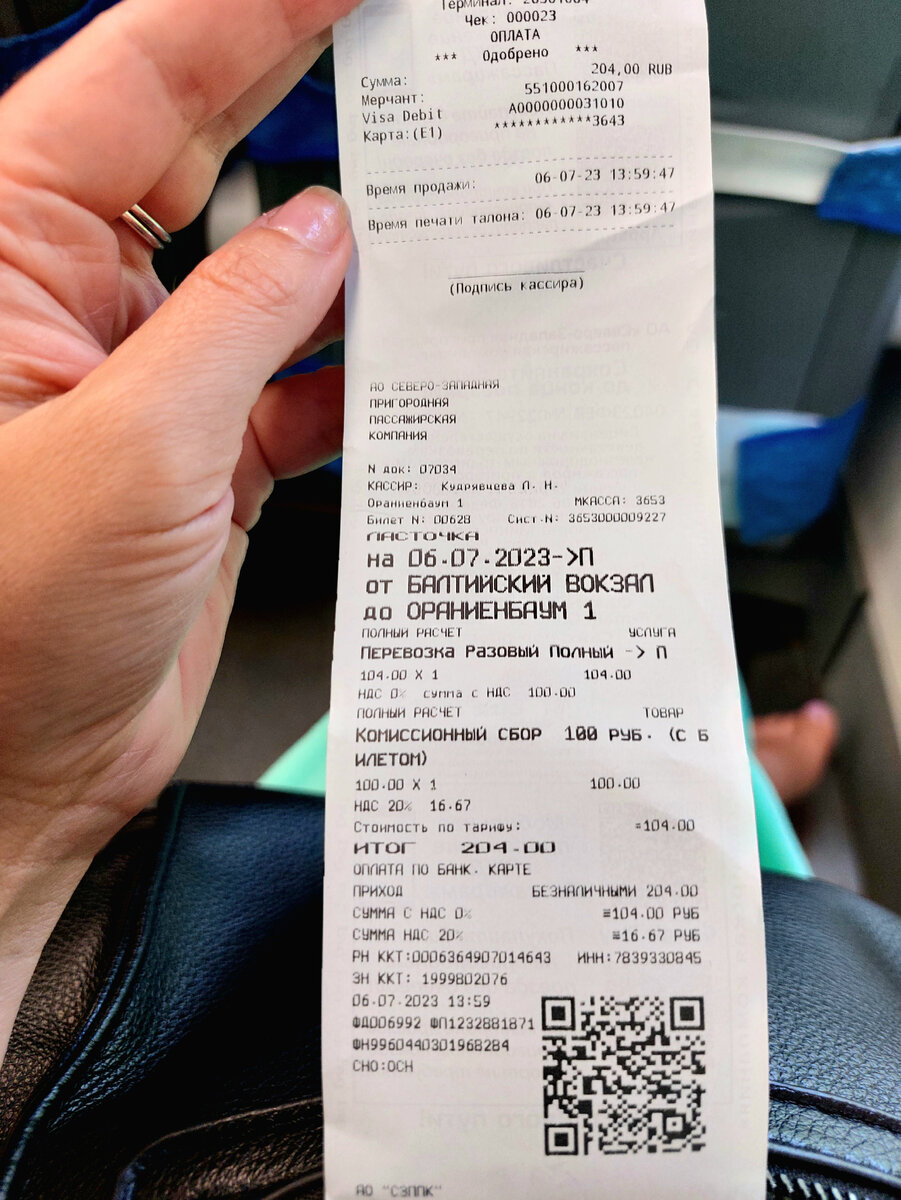 Чек: 000023
ОПЛАТА
*** Одобрено ***
Сумма: 204,00 RUB
Мерчант: 551000162007
Visa Debit A0000000031010
Карта:(E1) ************3643
Время продажи: 06-07-23 13:59:47
Время печати талона: 06-07-23 13:59:47
(Подпись кассира)
АО СЕВЕРО-ЗАПАДНАЯ
ПРИГОРОДНАЯ
ПАССАЖИРСКАЯ
КОМПАНИЯ
N док: 07034
КАССИР: Кудрявцева Л. Н.
Ораниенбаум 1 МКАССА: 3653
Билет N: 00628 Сист.N: 3653000009227
ЛАСТОЧКА
на 06.07.2023->П
от БАЛТИЙСКИЙ ВОКЗАЛ
до ОРАНИЕНБАУМ 1
ПОЛНЫЙ РАСЧЕТ УСЛУГА
Перевозка Разовый Полный -> П
104.00 X 1 104.00
НДС 0% сумма с НДС 100.00
ПОЛНЫЙ РАСЧЕТ ТОВАР
Комиссионный сбор 100 руб. (с б
илетом)
100.00 X 1 100.00
НДС 20% 16.67
Стоимость по тарифу: =104.00
ИТОГ 204.00
ОПЛАТА ПО БАНК. КАРТЕ
ПРИХОД БЕЗНАЛИЧНЫМИ 204.00
СУММА С НДС 0% ≡104.00 РУБ
СУММА НДС 20% ≡16.67 РУБ
РН ККТ:0006364907014643 ИНН:7839330845
ЗН ККТ: 1999802076
06.07.2023 13:59
ФД006992 ФП1232881871
ФН9960440301968284
СНО:ОСН
АО "СЗППК"